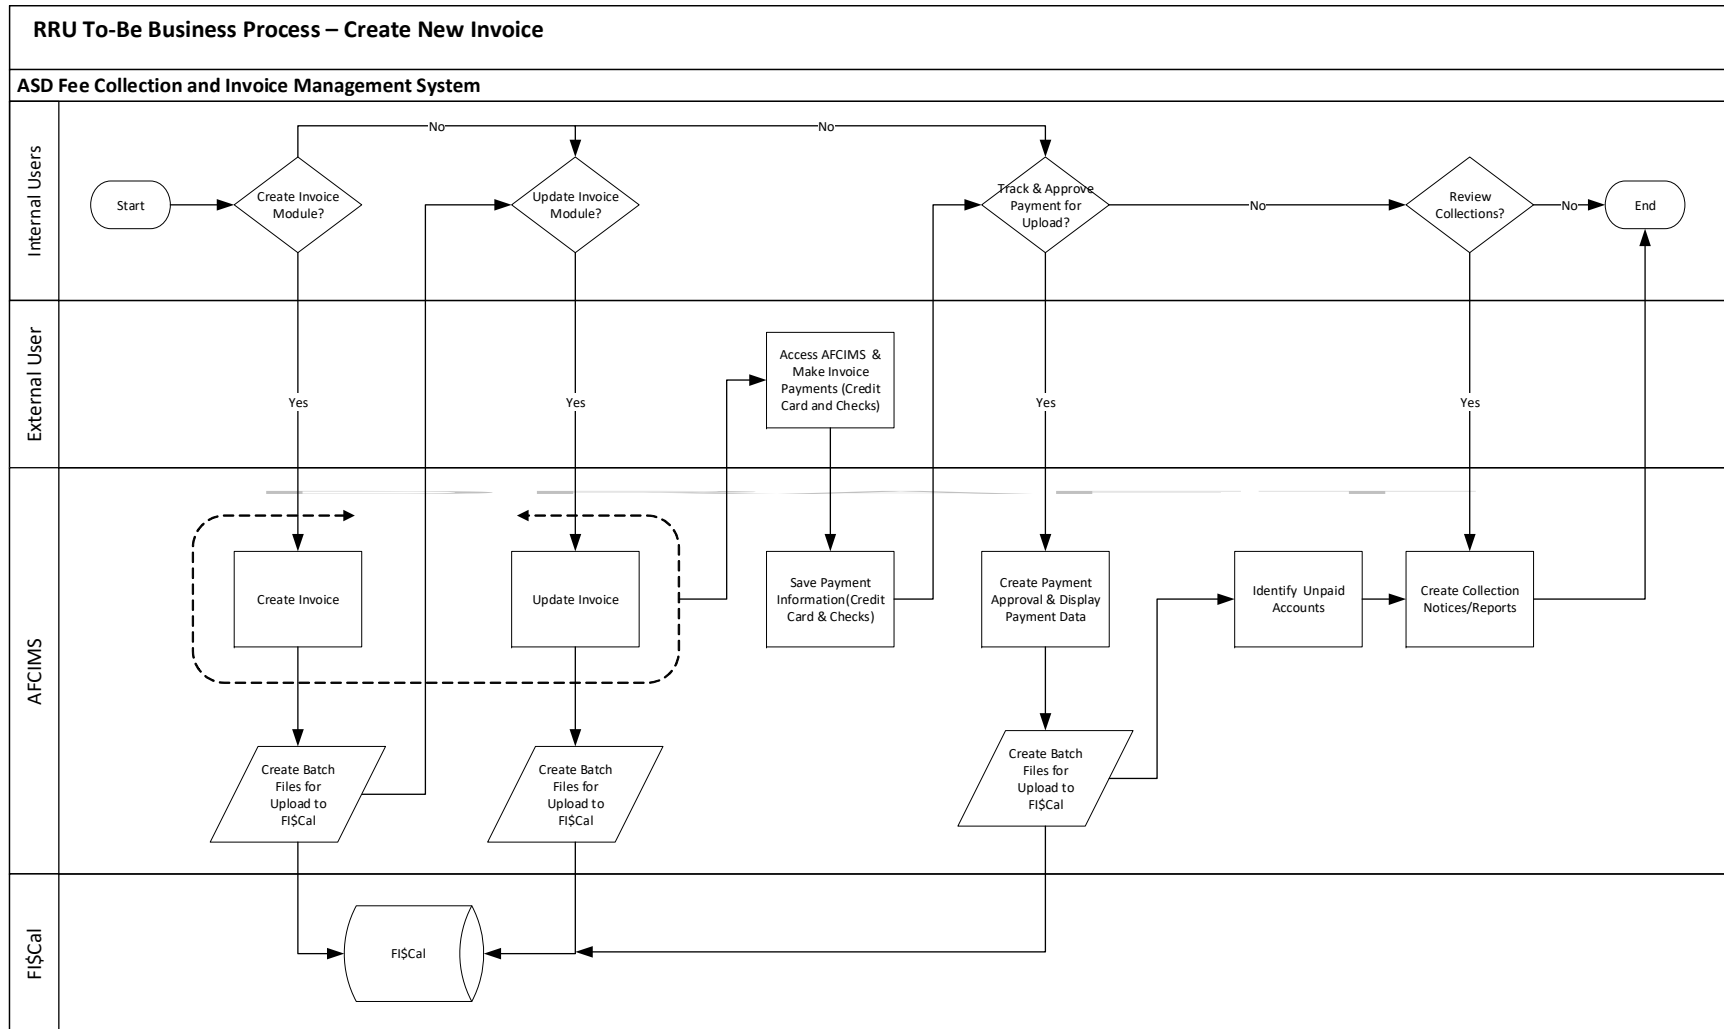 RRU To-Be Business Process – Create New Invoice
ASD Fee Collection and Invoice Management System
Internal Users
No
No
Start
Create Invoice
Module?
Update Invoice
Module?
Track & Approve
Payment for
Upload?
No
Review
Collections?
No
End
External User
Yes
Yes
Access AFCIMS &
Make Invoice
Payments (Credit
Card and Checks)
Yes
Yes
AFCIMS
Create Invoice
Update Invoice
Save Payment
Information(Credit
Card & Checks)
Create Payment
Approval & Display
Payment Data
Identify Unpaid
Accounts
Create Collection
Notices/Reports
Create Batch
Files for
Upload to
FI$Cal
Create Batch
Files for
Upload to
FI$Cal
Create Batch
Files for
Upload to
FI$Cal
FI$Cal
FI$Cal